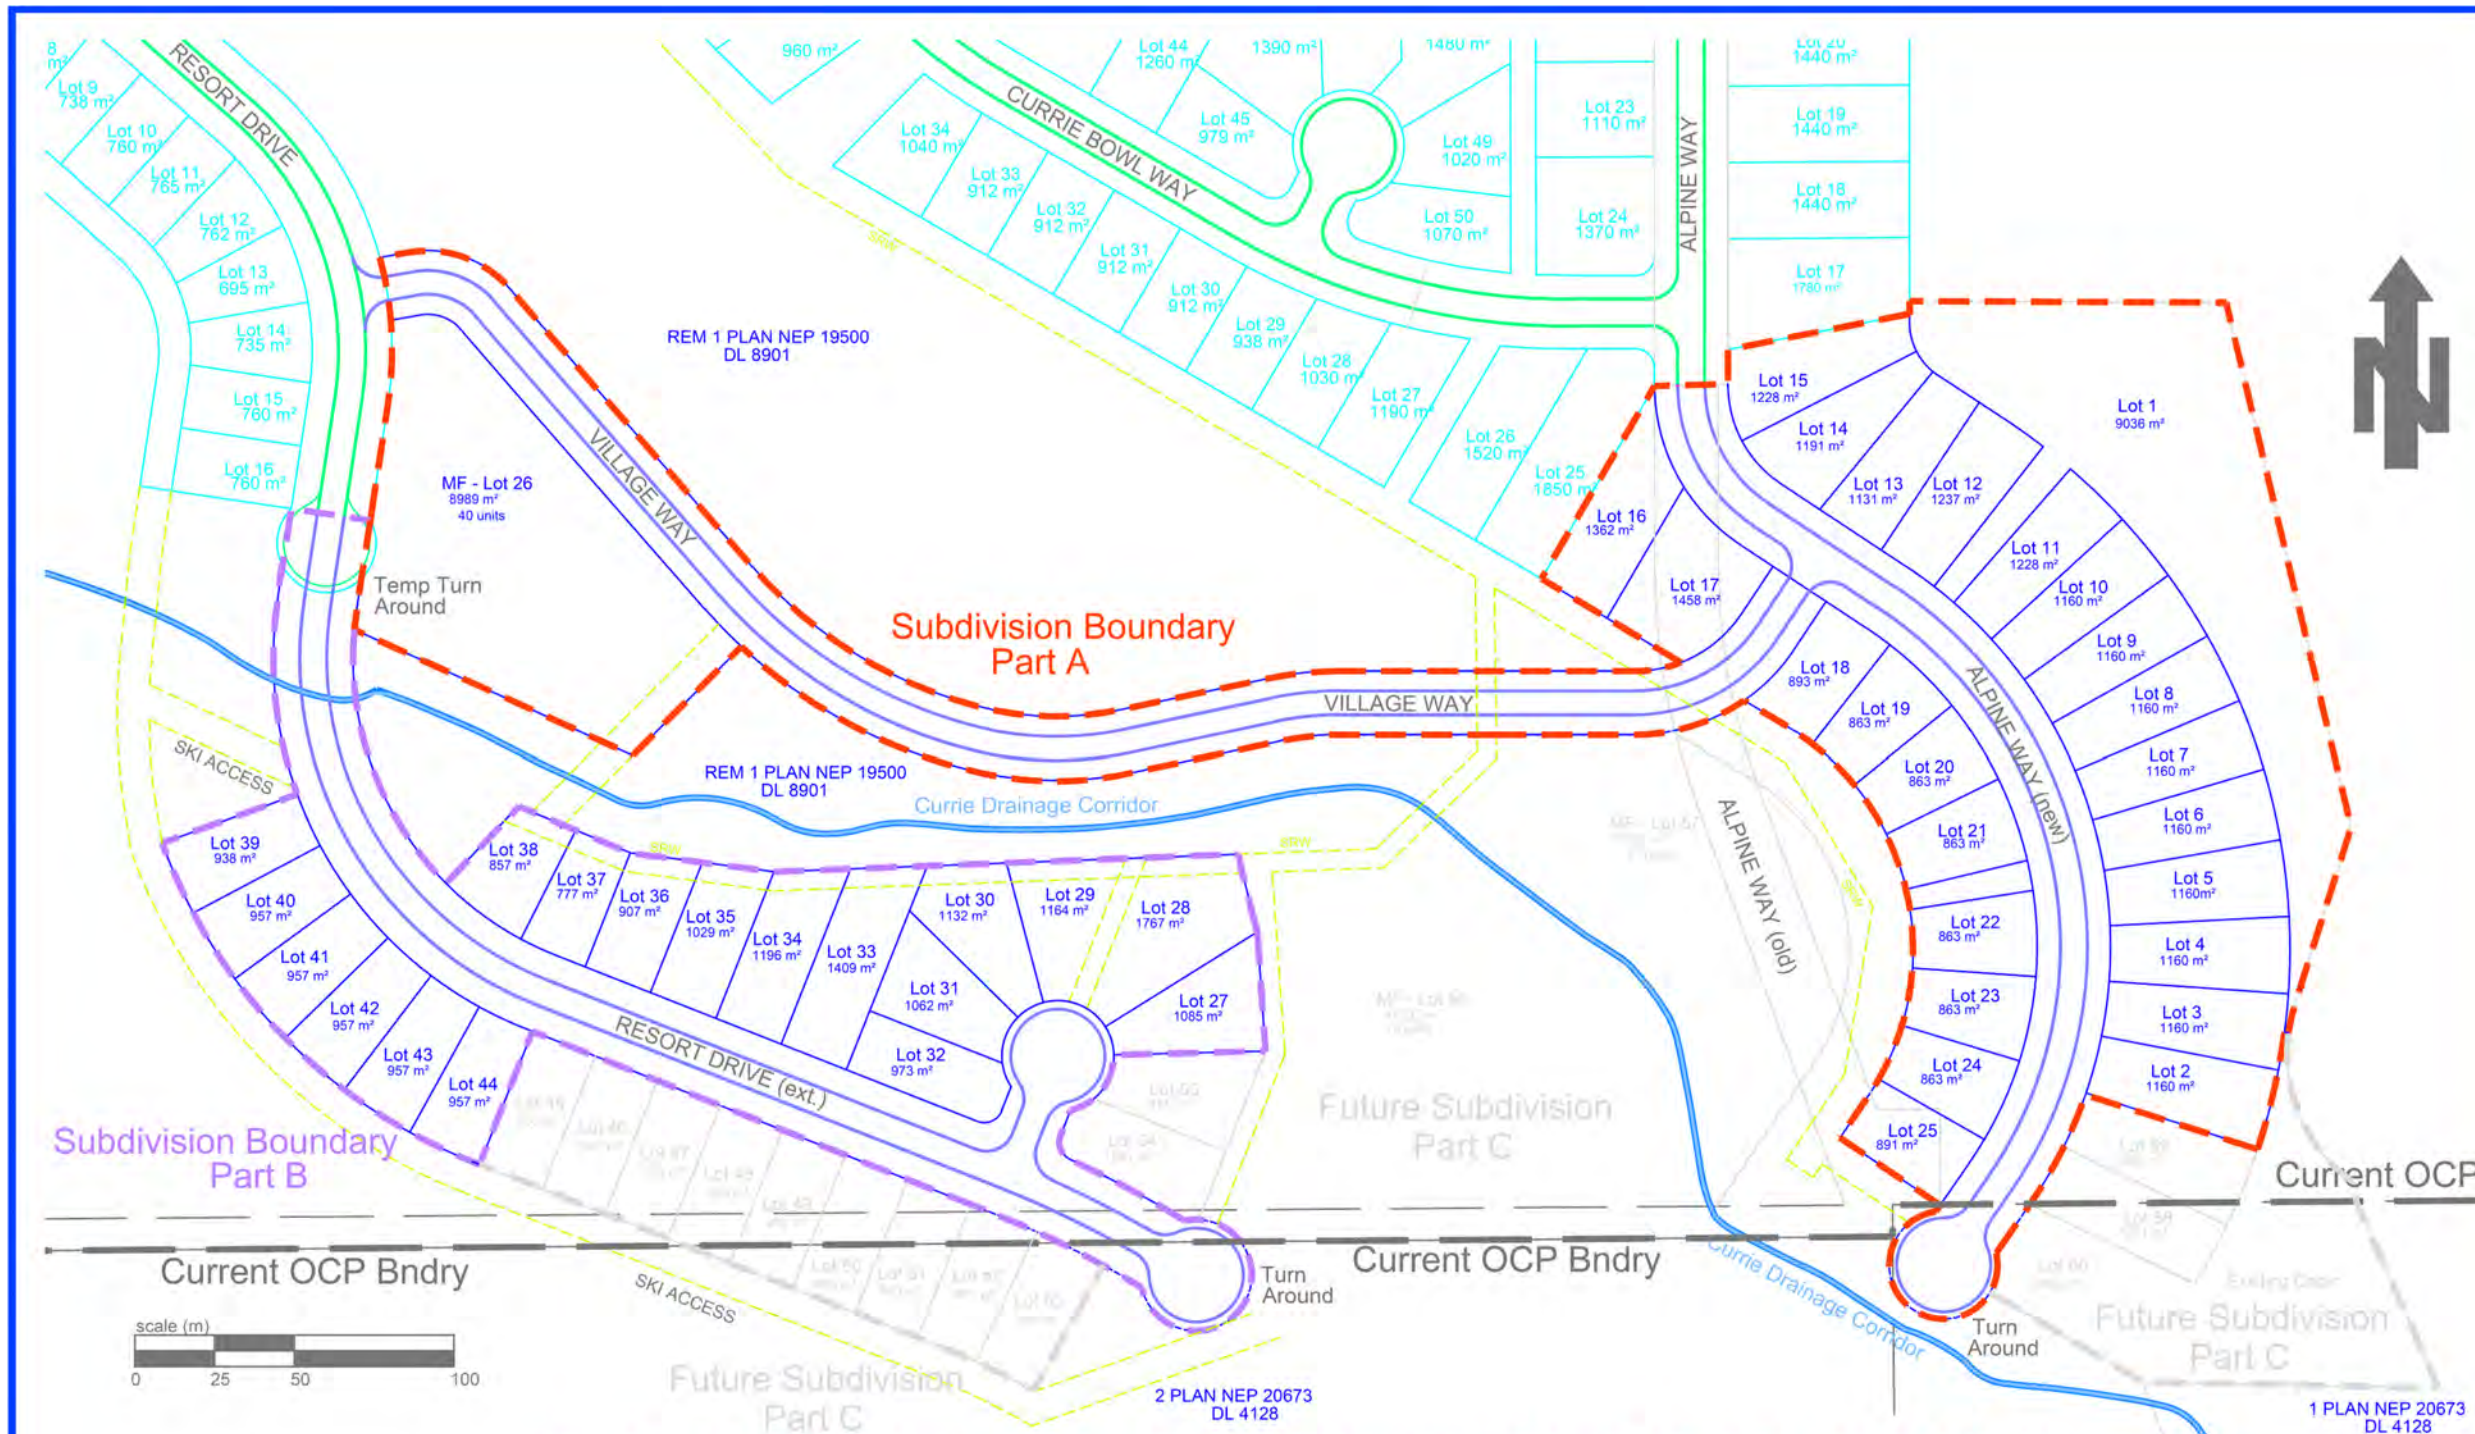 8
m²
Lot 9
738 m²
Lot 10
760 m²
Lot 11
765 m²
Lot 12
762 m²
Lot 13
695 m²
Lot 14
735 m²
Lot 15
760 m²
Lot 16
760 m²
RESORT DRIVE
960 m²
Lot 44
1260 m²
1390 m²
1480 m²
Lot 45
979 m²
Lot 49
1020 m²
Lot 50
1070 m²
Lot 23
1110 m²
Lot 24
1370 m²
Lot 20
1440 m²
Lot 19
1440 m²
Lot 18
1440 m²
Lot 17
1780 m²
CURRIE BOWL WAY
ALPINE WAY
Lot 34
1040 m²
Lot 33
912 m²
Lot 32
912 m²
Lot 31
912 m²
Lot 30
912 m²
Lot 29
938 m²
Lot 28
1030 m²
Lot 27
1190 m²
Lot 26
1520 m²
Lot 25
1850 m²
SRW
REM 1 PLAN NEP 19500
DL 8901
MF - Lot 26
8989 m²
40 units
VILLAGE WAY
Temp Turn
Around
Subdivision Boundary
Part A
VILLAGE WAY
Lot 15
1228 m²
Lot 14
1191 m²
Lot 13
1131 m²
Lot 12
1237 m²
Lot 1
9036 m²
Lot 16
1362 m²
Lot 17
1458 m²
Lot 11
1228 m²
Lot 10
1160 m²
Lot 9
1160 m²
Lot 8
1160 m²
Lot 7
1160 m²
Lot 6
1160 m²
Lot 5
1160m²
Lot 4
1160 m²
Lot 3
1160 m²
Lot 2
1160 m²
Lot 18
893 m²
Lot 19
863 m²
Lot 20
863 m²
Lot 21
863 m²
Lot 22
863 m²
Lot 23
863 m²
Lot 24
863 m²
Lot 25
891 m²
ALPINE WAY (new)
ALPINE WAY (old)
SRW
MF - Lot 57
REM 1 PLAN NEP 19500
DL 8901
Currie Drainage Corridor
SKI ACCESS
SRW
SRW
Lot 39
938 m²
Lot 40
957 m²
Lot 41
957 m²
Lot 42
957 m²
Lot 43
957 m²
Lot 44
957 m²
Lot 38
857 m²
Lot 37
777 m²
Lot 36
907 m²
Lot 35
1029 m²
Lot 34
1196 m²
Lot 33
1409 m²
Lot 30
1132 m²
Lot 29
1164 m²
Lot 28
1767 m²
Lot 31
1062 m²
Lot 32
973 m²
Lot 27
1085 m²
RESORT DRIVE (ext.)
Subdivision Boundary
Part B
Future Subdivision
Part C
Current OCP
Current OCP Bndry
Current OCP Bndry
SKI ACCESS
Turn
Around
Currie Drainage Corridor
Turn
Around
Future Subdivision
Part C
scale (m)
0 25 50 100
Future Subdivision
Part C
2 PLAN NEP 20673
DL 4128
1 PLAN NEP 20673
DL 4128